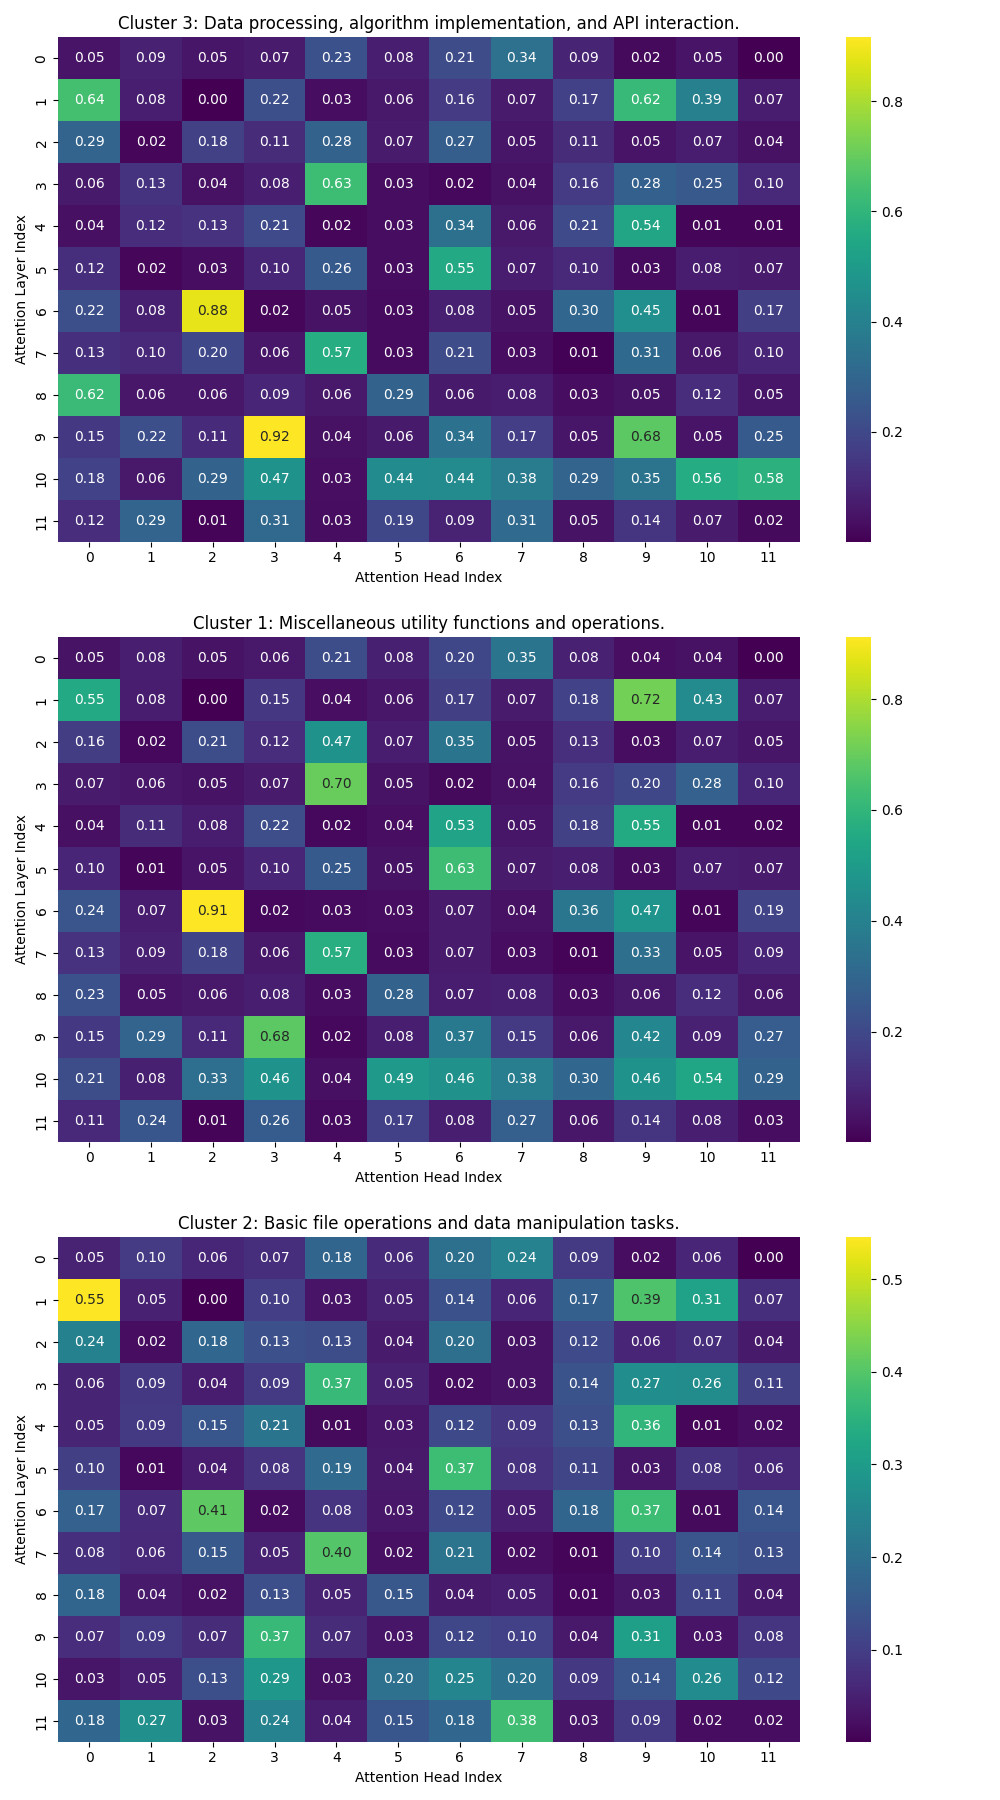 Cluster 3: Data processing, algorithm implementation, and API interaction.
Attention Layer Index
0 0.05 0.09 0.05 0.07 0.23 0.08 0.21 0.34 0.09 0.02 0.05 0.00
1 0.64 0.08 0.00 0.22 0.03 0.06 0.16 0.07 0.17 0.62 0.39 0.07
2 0.29 0.02 0.18 0.11 0.28 0.07 0.27 0.05 0.11 0.05 0.07 0.04
3 0.06 0.13 0.04 0.08 0.63 0.03 0.02 0.04 0.16 0.28 0.25 0.10
4 0.04 0.12 0.13 0.21 0.02 0.03 0.34 0.06 0.21 0.54 0.01 0.01
5 0.12 0.02 0.03 0.10 0.26 0.03 0.55 0.07 0.10 0.03 0.08 0.07
6 0.22 0.08 0.88 0.02 0.05 0.03 0.08 0.05 0.30 0.45 0.01 0.17
7 0.13 0.10 0.20 0.06 0.57 0.03 0.21 0.03 0.01 0.31 0.06 0.10
8 0.62 0.06 0.06 0.09 0.06 0.29 0.06 0.08 0.03 0.05 0.12 0.05
9 0.15 0.22 0.11 0.92 0.04 0.06 0.34 0.17 0.05 0.68 0.05 0.25
10 0.18 0.06 0.29 0.47 0.03 0.44 0.44 0.38 0.29 0.35 0.56 0.58
11 0.12 0.29 0.01 0.31 0.03 0.19 0.09 0.31 0.05 0.14 0.07 0.02
0 1 2 3 4 5 6 7 8 9 10 11
Attention Head Index
0.8
0.6
0.4
0.2
Cluster 1: Miscellaneous utility functions and operations.
Attention Layer Index
0 0.05 0.08 0.05 0.06 0.21 0.08 0.20 0.35 0.08 0.04 0.04 0.00
1 0.55 0.08 0.00 0.15 0.04 0.06 0.17 0.07 0.18 0.72 0.43 0.07
2 0.16 0.02 0.21 0.12 0.47 0.07 0.35 0.05 0.13 0.03 0.07 0.05
3 0.07 0.06 0.05 0.07 0.70 0.05 0.02 0.04 0.16 0.20 0.28 0.10
4 0.04 0.11 0.08 0.22 0.02 0.04 0.53 0.05 0.18 0.55 0.01 0.02
5 0.10 0.01 0.05 0.10 0.25 0.05 0.63 0.07 0.08 0.03 0.07 0.07
6 0.24 0.07 0.91 0.02 0.03 0.03 0.07 0.04 0.36 0.47 0.01 0.19
7 0.13 0.09 0.18 0.06 0.57 0.03 0.07 0.03 0.01 0.33 0.05 0.09
8 0.23 0.05 0.06 0.08 0.03 0.28 0.07 0.08 0.03 0.06 0.12 0.06
9 0.15 0.29 0.11 0.68 0.02 0.08 0.37 0.15 0.06 0.42 0.09 0.27
10 0.21 0.08 0.33 0.46 0.04 0.49 0.46 0.38 0.30 0.46 0.54 0.29
11 0.11 0.24 0.01 0.26 0.03 0.17 0.08 0.27 0.06 0.14 0.08 0.03
0 1 2 3 4 5 6 7 8 9 10 11
Attention Head Index
0.8
0.6
0.4
0.2
Cluster 2: Basic file operations and data manipulation tasks.
Attention Layer Index
0 0.05 0.10 0.06 0.07 0.18 0.06 0.20 0.24 0.09 0.02 0.06 0.00
1 0.55 0.05 0.00 0.10 0.03 0.05 0.14 0.06 0.17 0.39 0.31 0.07
2 0.24 0.02 0.18 0.13 0.13 0.04 0.20 0.03 0.12 0.06 0.07 0.04
3 0.06 0.09 0.04 0.09 0.37 0.05 0.02 0.03 0.14 0.27 0.26 0.11
4 0.05 0.09 0.15 0.21 0.01 0.03 0.12 0.09 0.13 0.36 0.01 0.02
5 0.10 0.01 0.04 0.08 0.19 0.04 0.37 0.08 0.11 0.03 0.08 0.06
6 0.17 0.07 0.41 0.02 0.08 0.03 0.12 0.05 0.18 0.37 0.01 0.14
7 0.08 0.06 0.15 0.05 0.40 0.02 0.21 0.02 0.01 0.10 0.14 0.13
8 0.18 0.04 0.02 0.13 0.05 0.15 0.04 0.05 0.01 0.03 0.11 0.04
9 0.07 0.09 0.07 0.37 0.07 0.03 0.12 0.10 0.04 0.31 0.03 0.08
10 0.03 0.05 0.13 0.29 0.03 0.20 0.25 0.20 0.09 0.14 0.26 0.12
11 0.18 0.27 0.03 0.24 0.04 0.15 0.18 0.38 0.03 0.09 0.02 0.02
0 1 2 3 4 5 6 7 8 9 10 11
Attention Head Index
0.5
0.4
0.3
0.2
0.1